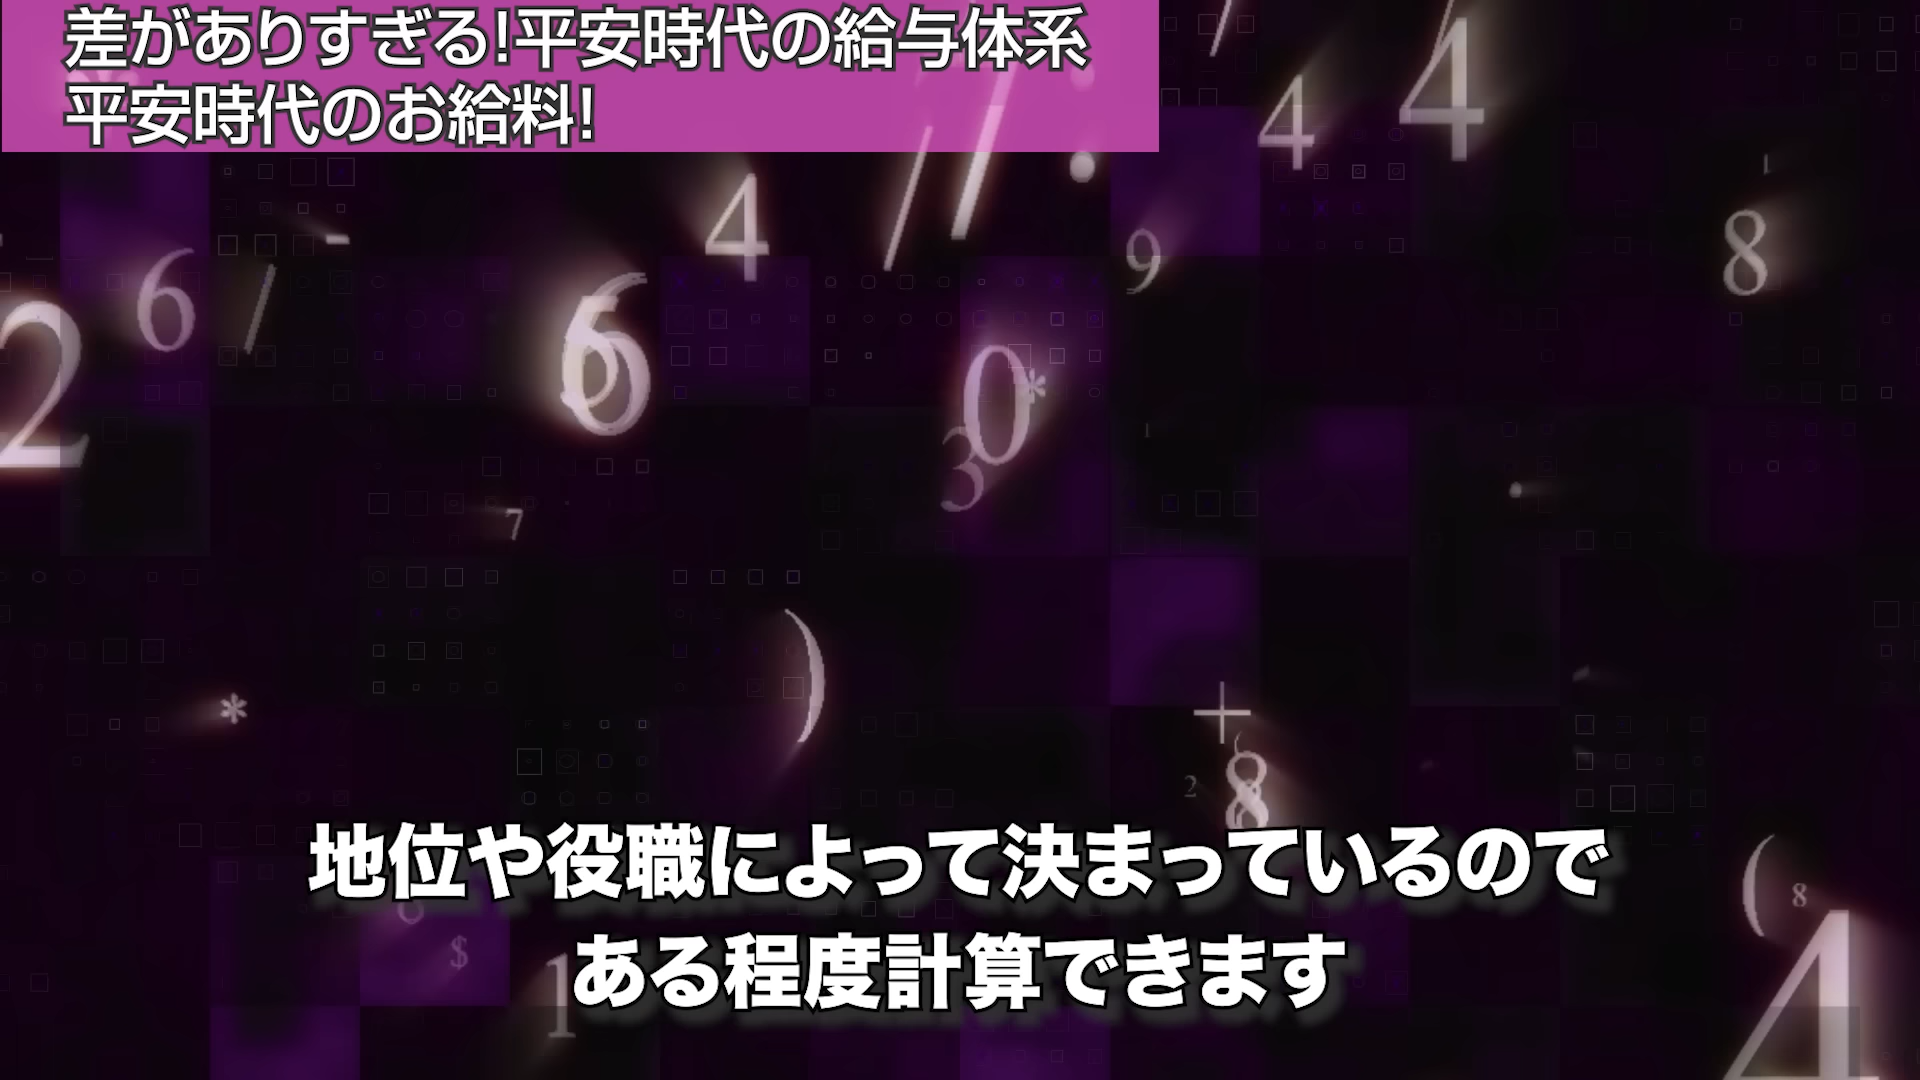 差がありすぎる!平安時代の給与体系
平安時代のお給料!
地位や役職によって決まっているので
ある程度計算できます